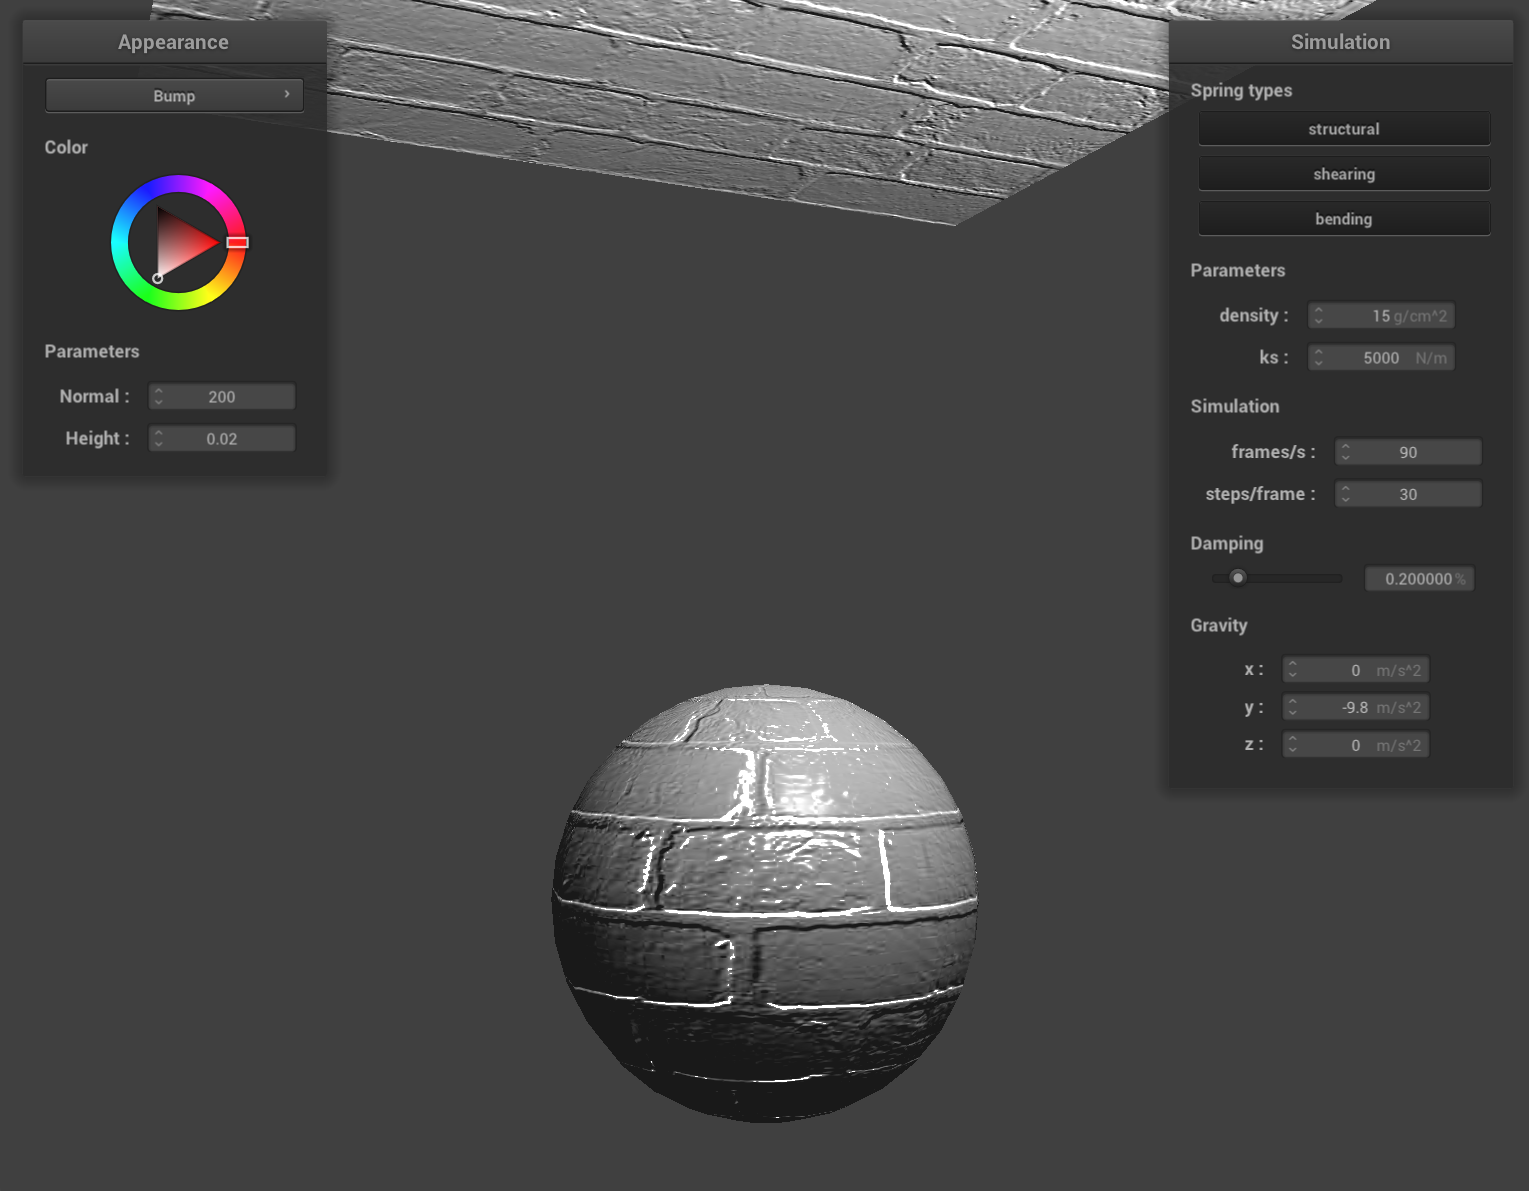 Appearance
Bump
Color
Parameters
Normal : 200
Height : 0.02
Simulation
Spring types
structural
shearing
bending
Parameters
density : 15 g/cm^2
ks : 5000 N/m
Simulation
frames/s : 90
steps/frame : 30
Damping
0.200000 %
Gravity
x : 0 m/s^2
y : -9.8 m/s^2
z : 0 m/s^2